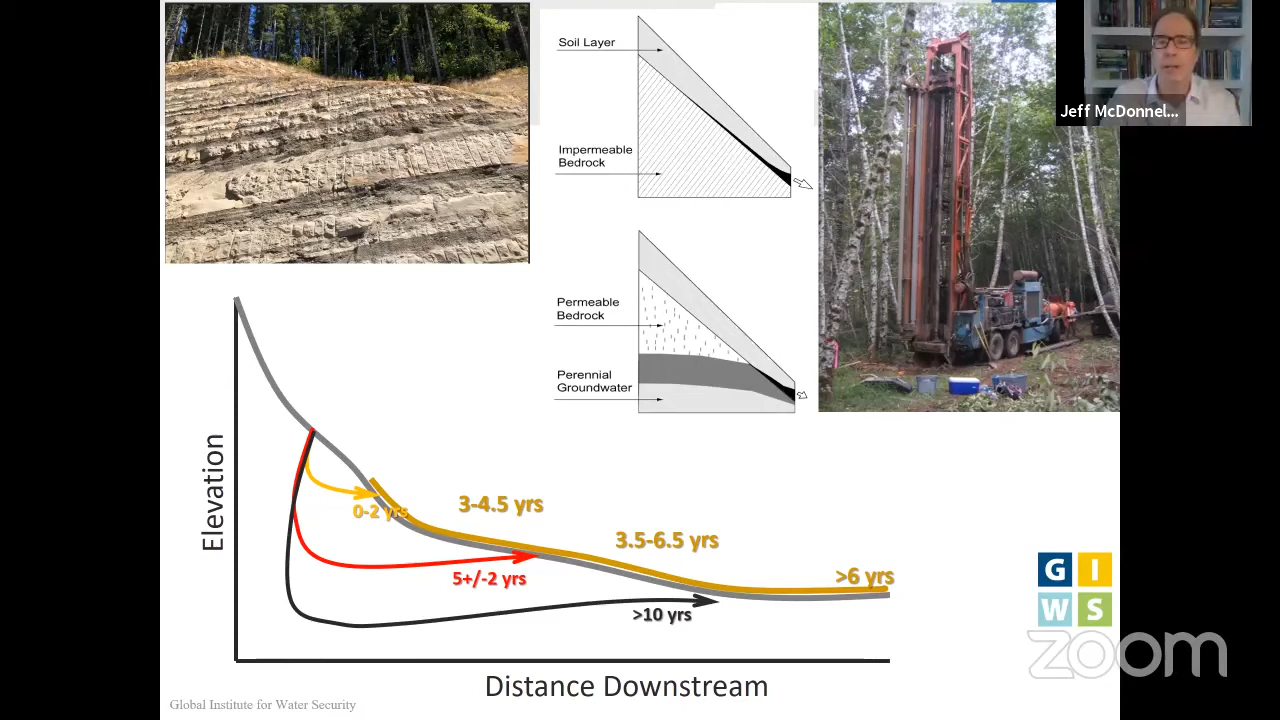 Soil Layer
Impermeable
Bedrock
Jeff McDonnel...
Permeable
Bedrock
Perennial
Groundwater
Elevation
0-2 yrs
3-4.5 yrs
3.5-6.5 yrs
>6 yrs
5+/-2 yrs
>10 yrs
Distance Downstream
Global Institute for Water Security
G I
W S
zoom